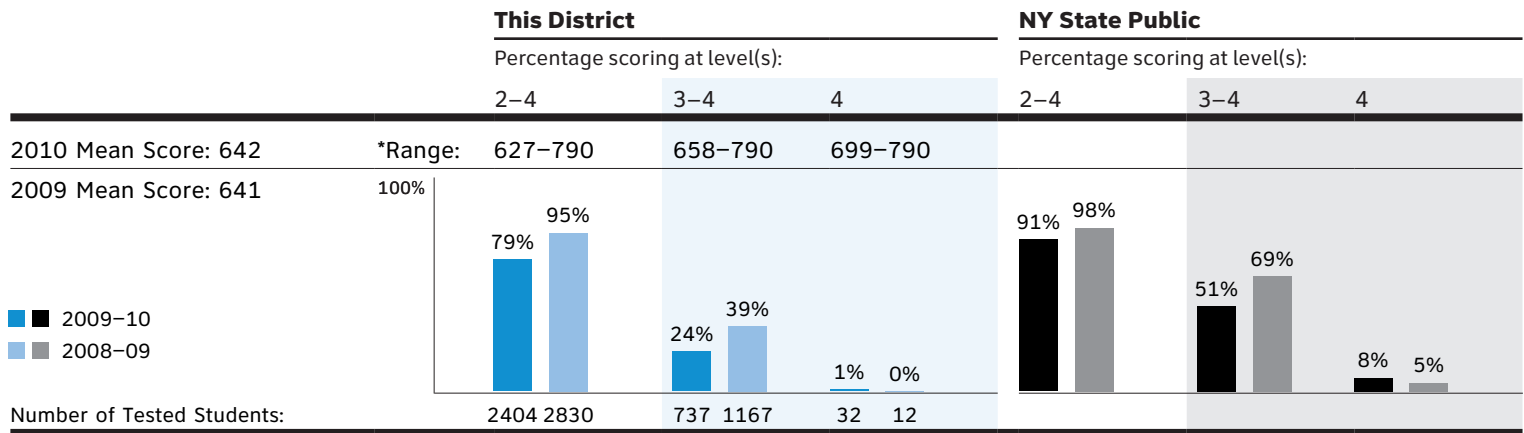 This District NY State Public
Percentage scoring at level(s): Percentage scoring at level(s):
2–4 3–4 4 2–4 3–4 4
2010 Mean Score: 642 *Range: 627–790 658–790 699–790
2009 Mean Score: 641 100%
79% 95% 24% 39% 1% 0% 91% 98% 51% 69% 8% 5%
2009–10
2008–09
Number of Tested Students: 2404 2830 737 1167 32 12